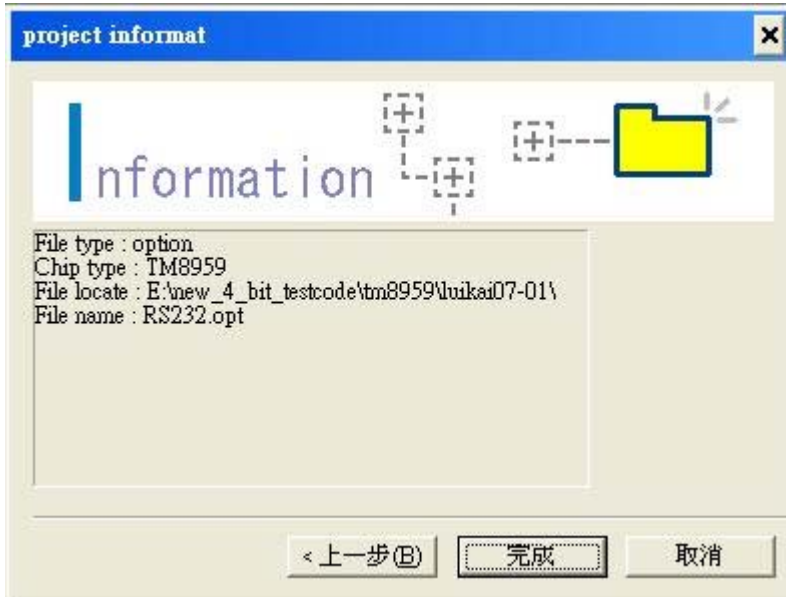 project informat
Information
File type : option
Chip type : TM8959
File locate : E:\new_4_bit_testcode\tm8959\luikai07-01\
File name : RS232.opt
<上一步(B)
完成
取消